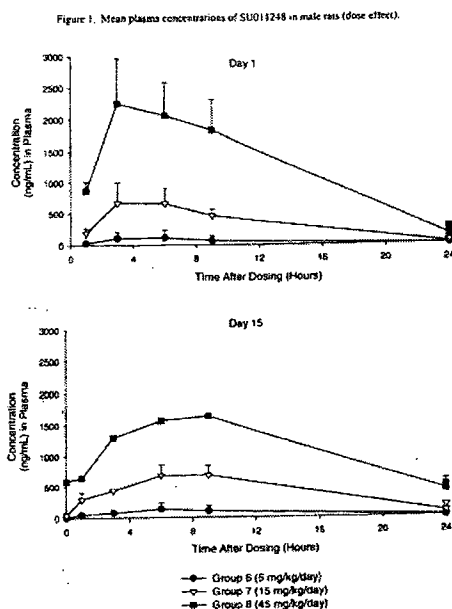 Figure 1. Mean plasma concentrations of SU011248 in male rats (dose effect).
Day 1
Concentration
(ng/mL) in Plasma
3000
2500
2000
1500
1000
500
0
0 4 8 12 16 20 24
Time After Dosing (Hours)
Day 15
Concentration
(ng/mL) in Plasma
3000
2500
2000
1500
1000
500
0
0 4 8 12 16 20 24
Time After Dosing (Hours)
Group 6 (5 mg/kg/day)
Group 7 (15 mg/kg/day)
Group 8 (45 mg/kg/day)